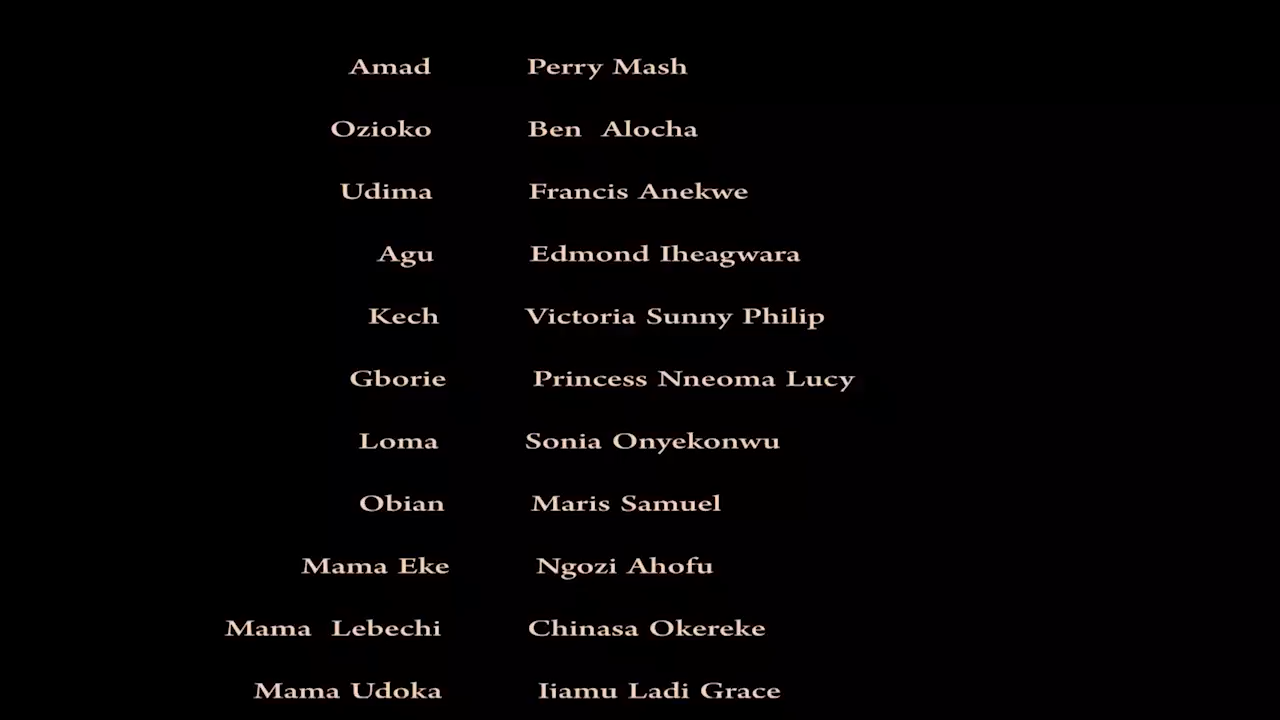 Amad Perry Mash
Ozioko Ben Alocha
Udima Francis Anekwe
Agu Edmond Iheagwara
Kech Victoria Sunny Philip
Gborie Princess Nneoma Lucy
Loma Sonia Onyekonwu
Obian Maris Samuel
Mama Eke Ngozi Ahofu
Mama Lebechi Chinasa Okereke
Mama Udoka Ijamu Ladi Grace